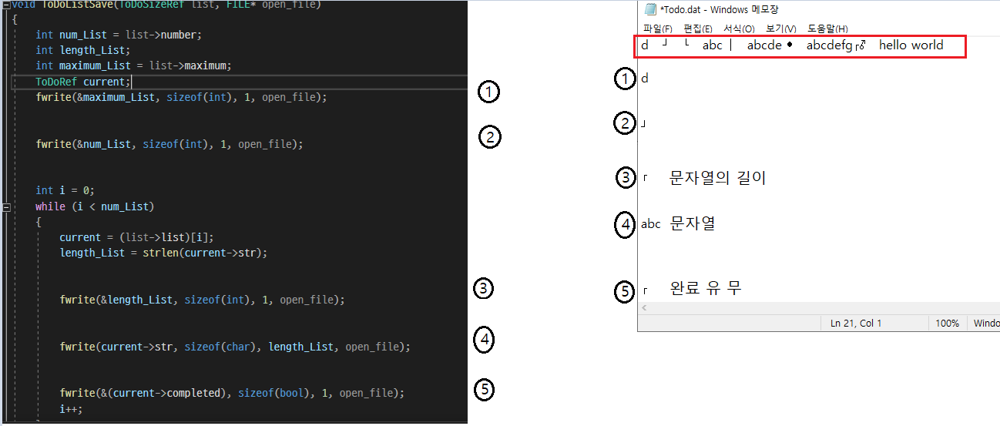 void ToDoListSave(ToDoSizeRef list, FILE* open_file)
{
int num_List = list->number;
int length_List;
int maximum_List = list->maximum;
ToDoRef current;
fwrite(&maximum_List, sizeof(int), 1, open_file);
①
fwrite(&num_List, sizeof(int), 1, open_file);
②
int i = 0;
while (i < num_List)
{
current = (list->list)[i];
length_List = strlen(current->str);
fwrite(&length_List, sizeof(int), 1, open_file);
③
fwrite(current->str, sizeof(char), length_List, open_file);
④
fwrite(&(current->completed), sizeof(bool), 1, open_file);
⑤
i++;
*Todo.dat - Windows 메모장
파일(F) 편집(E) 서식(O) 보기(V) 도움말(H)
d ┘ └ abc │ abcde • abcdefg┌♂ hello world
① d
② ┘
③ ┌ 문자열의 길이
④ abc 문자열
⑤ ┌ 완료 유 무
Ln 21, Col 1 100% Windo